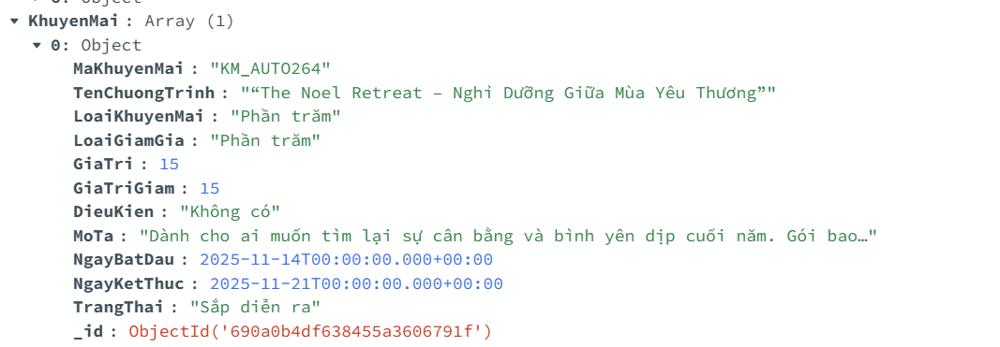 KhuyenMai : Array (1)
0: Object
MaKhuyenMai : "KM_AUTO264"
TenChuongTrinh : "“The Noel Retreat – Nghỉ Dưỡng Giữa Mùa Yêu Thương”"
LoaiKhuyenMai : "Phần trăm"
LoaiGiamGia : "Phần trăm"
GiaTri : 15
GiaTriGiam : 15
DieuKien : "Không có"
MoTa : "Dành cho ai muốn tìm lại sự cân bằng và bình yên dịp cuối năm. Gói bao…"
NgayBatDau : 2025-11-14T00:00:00.000+00:00
NgayKetThuc : 2025-11-21T00:00:00.000+00:00
TrangThai : "Sắp diễn ra"
_id : ObjectId('690a0b4df638455a3606791f')